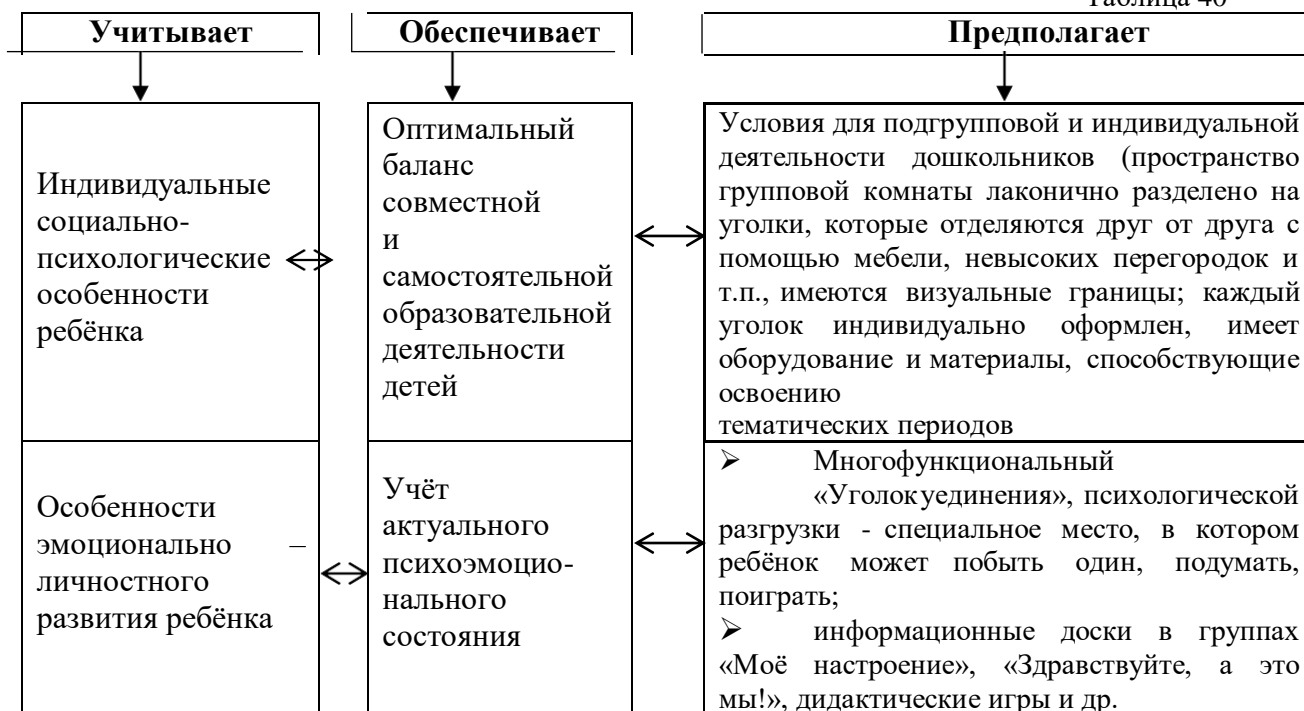 Таблица 40
Учитывает
Обеспечивает
Предполагает
Индивидуальные
социально-
психологические
особенности
ребёнка
Оптимальный
баланс
совместной
и
самостоятельной
образовательной
деятельности
детей
Условия для подгрупповой и индивидуальной
деятельности дошкольников (пространство
групповой комнаты лаконично разделено на
уголки, которые отделяются друг от друга с
помощью мебели, невысоких перегородок и
т.п., имеются визуальные границы; каждый
уголок индивидуально оформлен, имеет
оборудование и материалы, способствующие
освоению
тематических периодов
Особенности
эмоционально –
личностного
развития ребёнка
Учёт
актуального
психоэмоцио-
нального
состояния
➢ Многофункциональный
«Уголок уединения», психологической
разгрузки - специальное место, в котором
ребёнок может побыть один, подумать,
поиграть;
➢ информационные доски в группах
«Моё настроение», «Здравствуйте, а это
мы!», дидактические игры и др.